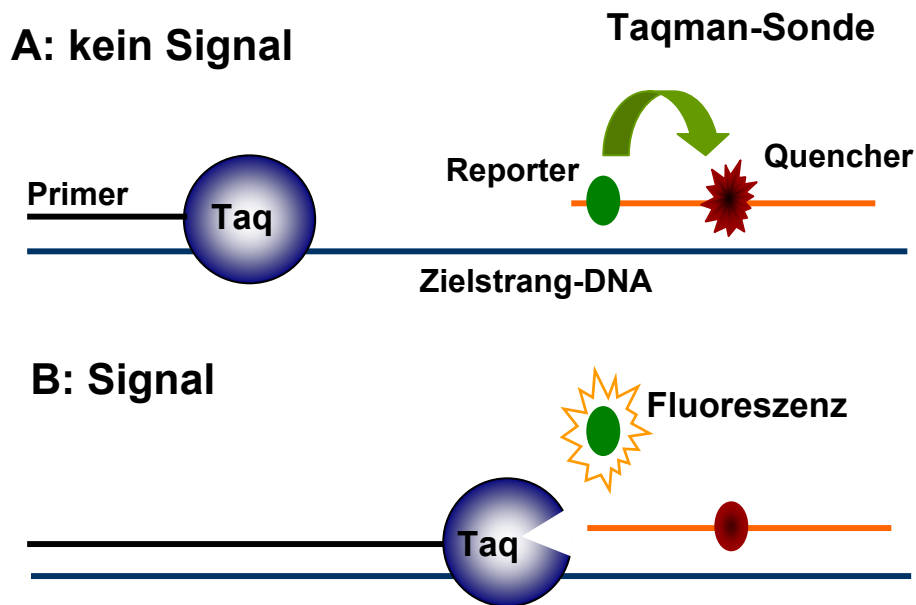 A: kein Signal
Taqman-Sonde
Reporter
Quencher
Primer
Taq
Zielstrang-DNA
B: Signal
Fluoreszenz
Taq